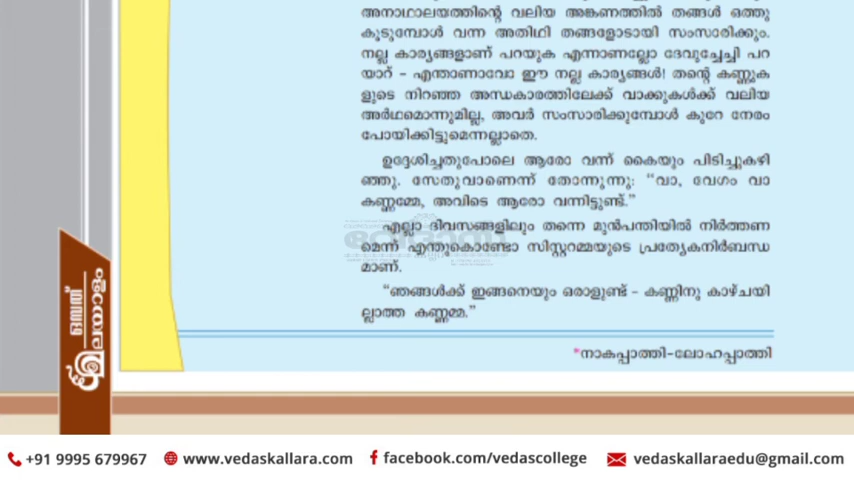 അനാഥാലയത്തിന്റെ വലിയ അങ്കണത്തിൽ തങ്ങൾ ഒത്തു
കൂടുമ്പോൾ വന്ന അതിഥി തങ്ങളോടായി സംസാരിക്കും.
നല്ല കാര്യങ്ങളാണ് പറയുക എന്നാണല്ലോ ദേവുച്ചേച്ചി പറ
യാറ് – എന്താണാവോ ഈ നല്ല കാര്യങ്ങൾ! തന്റെ കണ്ണുക
ളുടെ നിറഞ്ഞ അന്ധകാരത്തിലേക്ക് വാക്കുകൾക്ക് വലിയ
അർഥമൊന്നുമില്ല, അവർ സംസാരിക്കുമ്പോൾ കുറേ നേരം
പോയിക്കിട്ടുമെന്നല്ലാതെ.
ഉദ്ദേശിച്ചതുപോലെ ആരോ വന്ന് കൈയും പിടിച്ചുകഴി
ഞ്ഞു. സേതുവാണെന്ന് തോന്നുന്നു: “വാ, വേഗം വാ
കണ്ണമ്മേ, അവിടെ ആരോ വന്നിട്ടുണ്ട്.”
എല്ലാ ദിവസങ്ങളിലും തന്നെ മുൻപന്തിയിൽ നിർത്തണ
മെന്ന് എന്തുകൊണ്ടോ സിസ്റ്ററമ്മയുടെ പ്രത്യേകനിർബന്ധ
മാണ്.
“ഞങ്ങൾക്ക് ഇങ്ങനെയും ഒരാളുണ്ട് – കണ്ണിനു കാഴ്ചയി
ല്ലാത്ത കണ്ണമ്മ.”
*നാകപ്പാത്തി-ലോഹപ്പാത്തി
ഒമ്പത്
മലയാളം
+91 9995 679967 www.vedaskallara.com facebook.com/vedascollege vedaskallaraedu@gmail.com